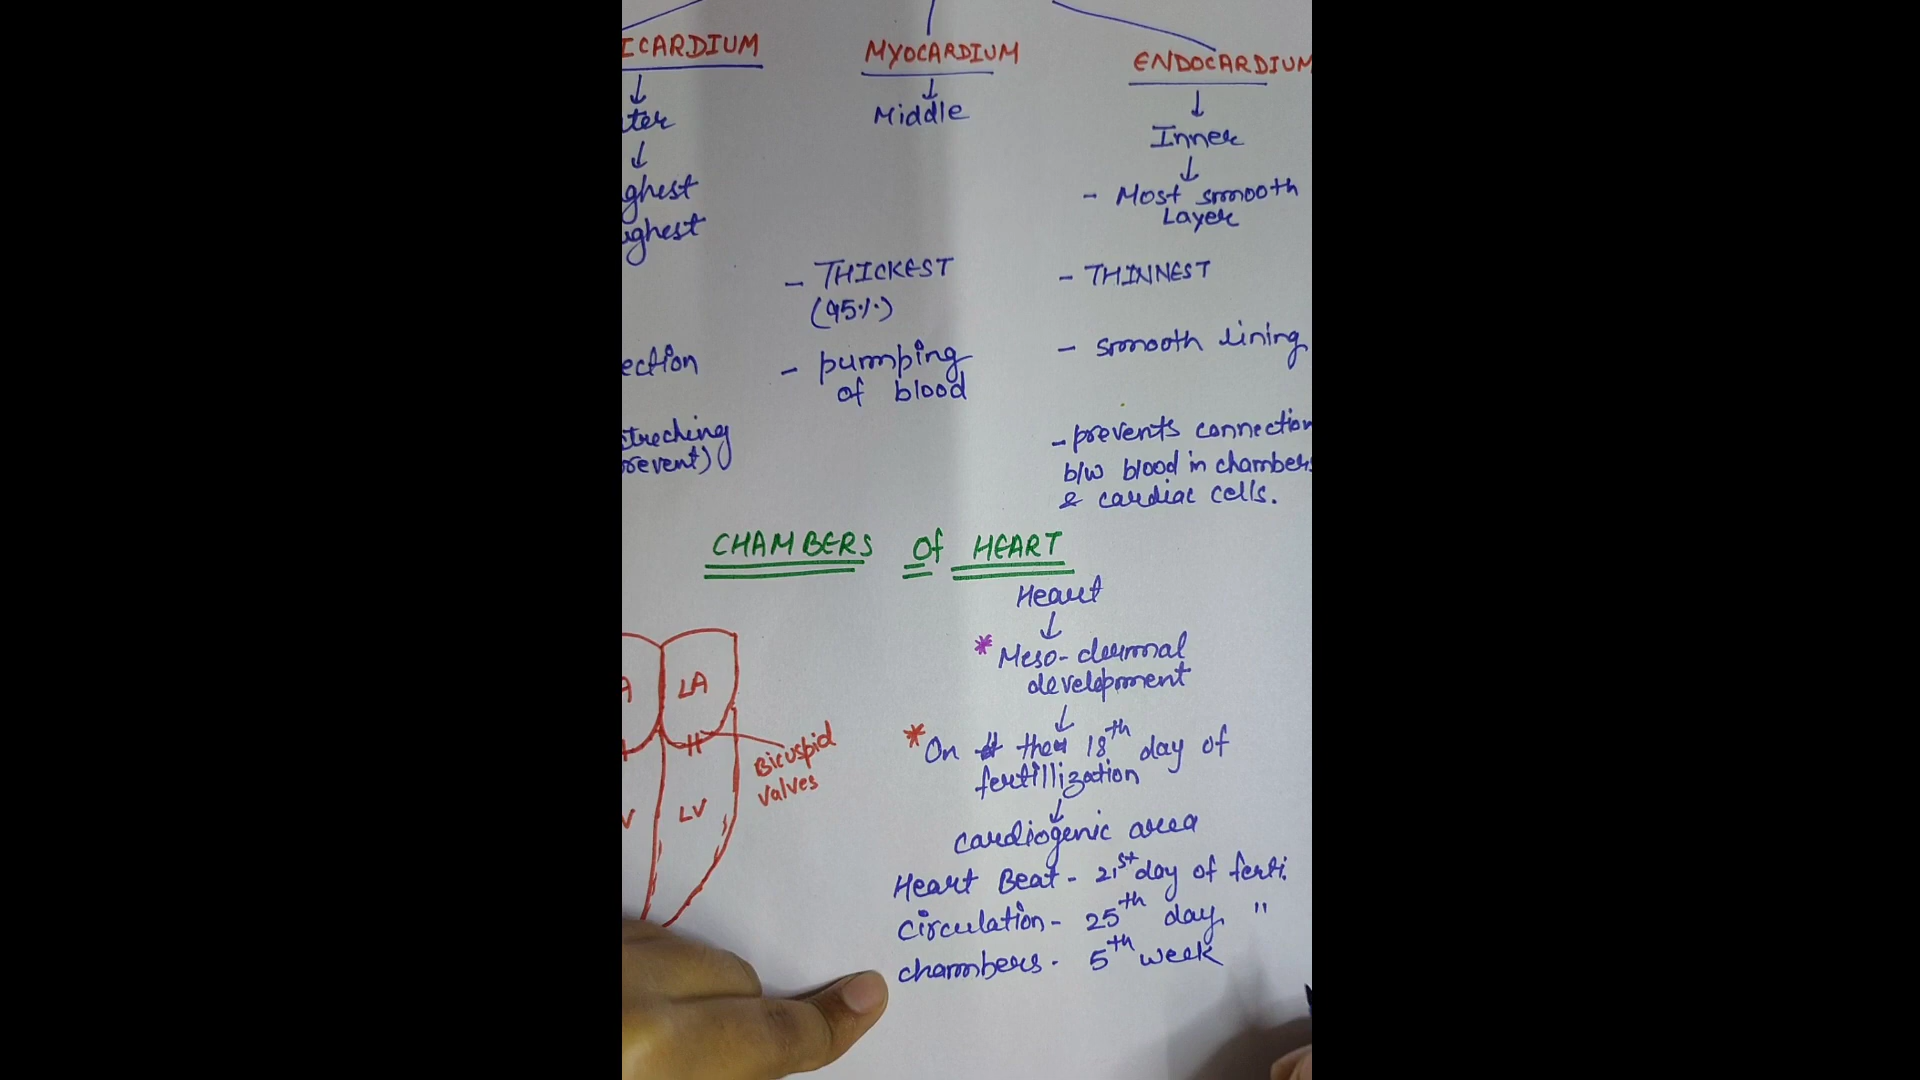 ICARDIUM
ter
ghest
ghest
ection
treching
revent)
MYOCARDIUM
Middle
- THICKEST
(95%)
- pumping
of blood
ENDOCARDIUM
Inner
- Most smooth
Layer
- THINNEST
- smooth lining
- prevents connection
b/w blood in chambers
& cardiac cells.
CHAMBERS of HEART
A LA
V LV
Bicuspid
valves
Heart
* Meso-dermal
development
* On the 18th day of
fertillization
cardiogenic area
Heart Beat - 21st day of ferti.
circulation - 25th day "
chambers - 5th week